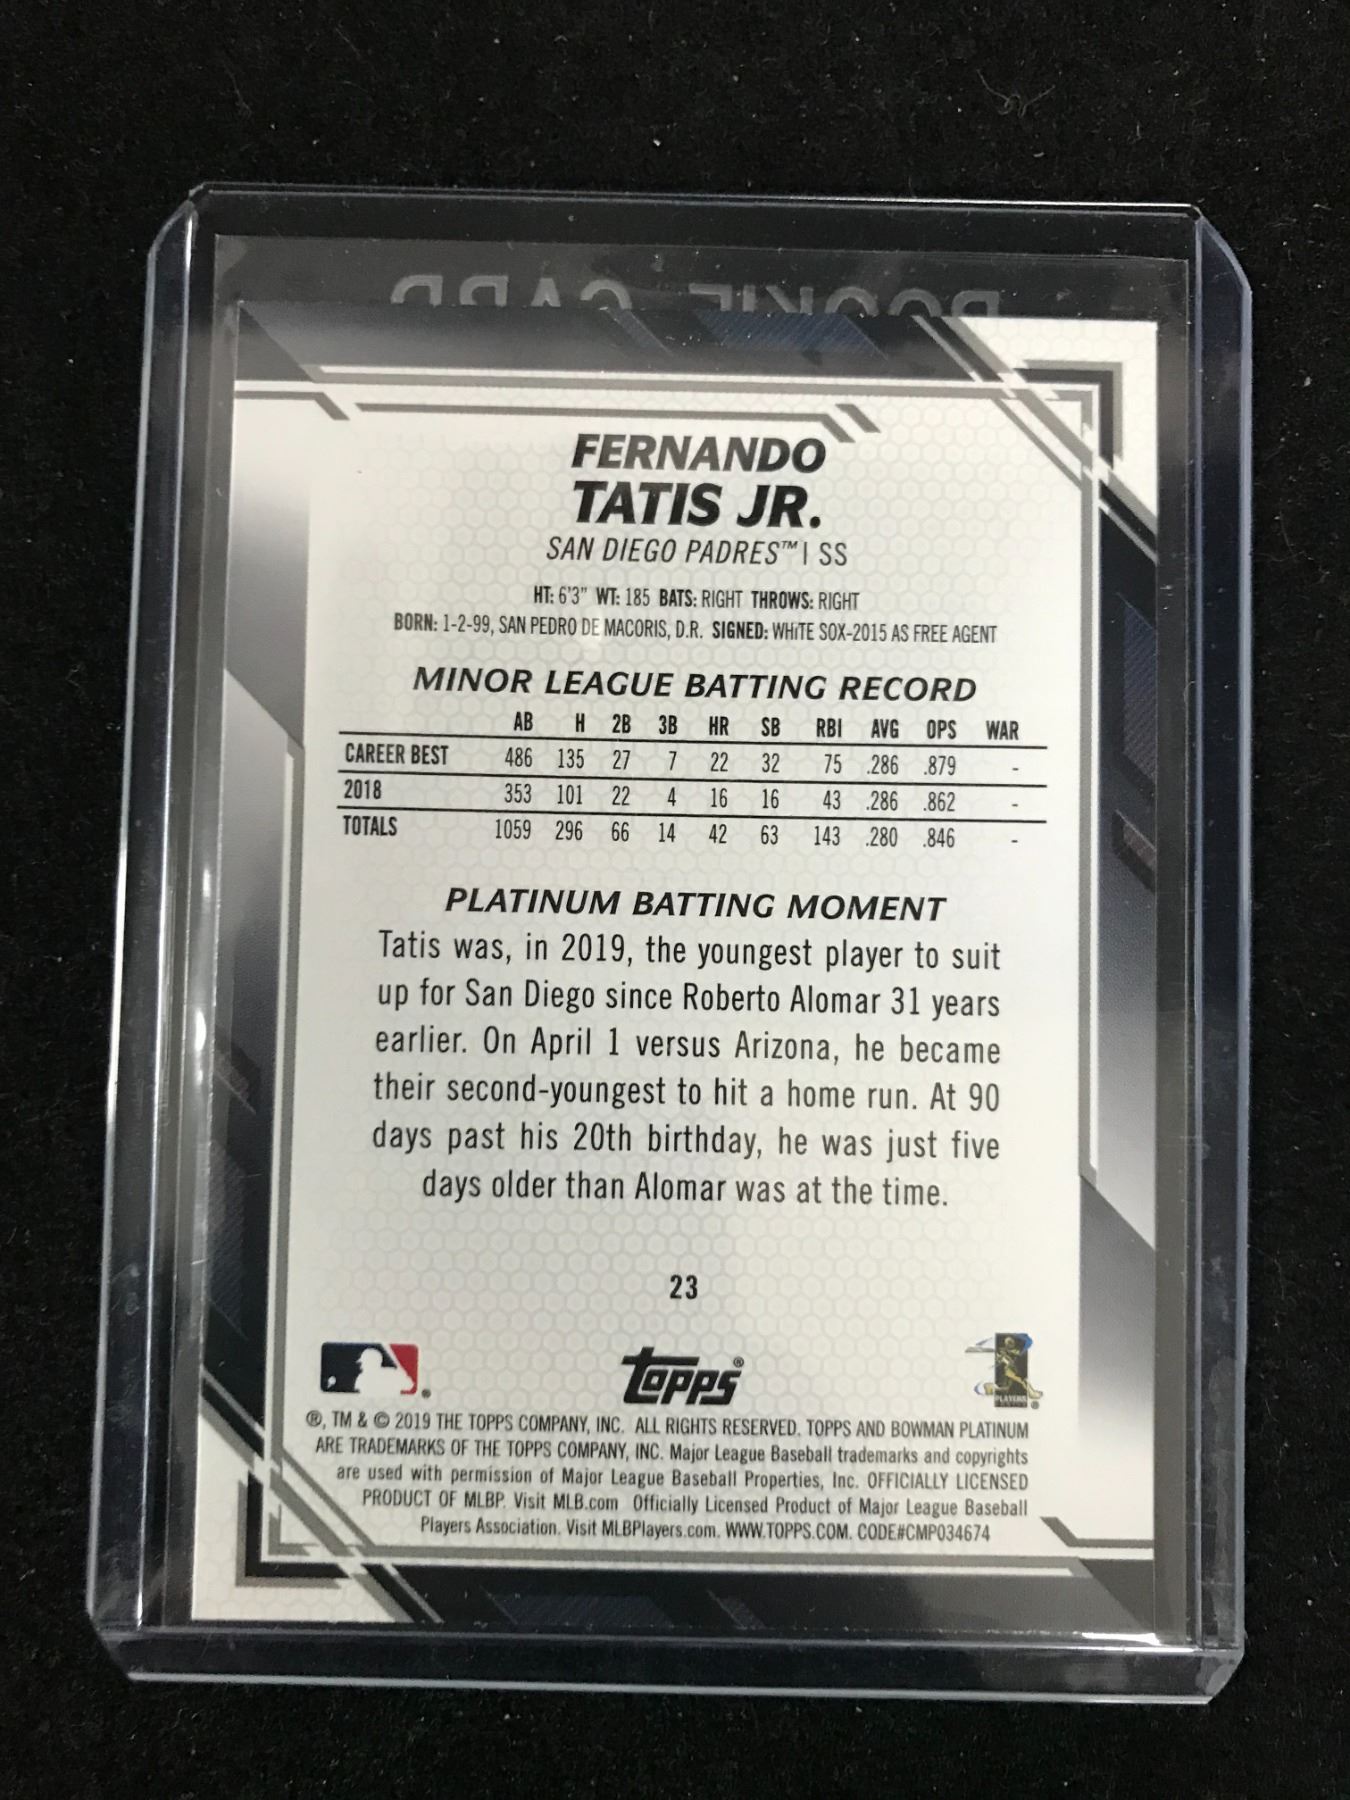 ROOKIE CARD
FERNANDO
TATIS JR.
SAN DIEGO PADRES™ | SS
HT: 6'3" WT: 185 BATS: RIGHT THROWS: RIGHT
BORN: 1-2-99, SAN PEDRO DE MACORIS, D.R. SIGNED: WHITE SOX-2015 AS FREE AGENT
MINOR LEAGUE BATTING RECORD
AB H 2B 3B HR SB RBI AVG OPS WAR
CAREER BEST 486 135 27 7 22 32 75 .286 .879 -
2018 353 101 22 4 16 16 43 .286 .862 -
TOTALS 1059 296 66 14 42 63 143 .280 .846 -
PLATINUM BATTING MOMENT
Tatis was, in 2019, the youngest player to suit
up for San Diego since Roberto Alomar 31 years
earlier. On April 1 versus Arizona, he became
their second-youngest to hit a home run. At 90
days past his 20th birthday, he was just five
days older than Alomar was at the time.
23
Topps®
PLAYERS
®, TM & © 2019 THE TOPPS COMPANY, INC. ALL RIGHTS RESERVED. TOPPS AND BOWMAN PLATINUM
ARE TRADEMARKS OF THE TOPPS COMPANY, INC. Major League Baseball trademarks and copyrights
are used with permission of Major League Baseball Properties, Inc. OFFICIALLY LICENSED
PRODUCT OF MLBP. Visit MLB.com Officially Licensed Product of Major League Baseball
Players Association. Visit MLBPlayers.com. WWW.TOPPS.COM. CODE#CMP034674